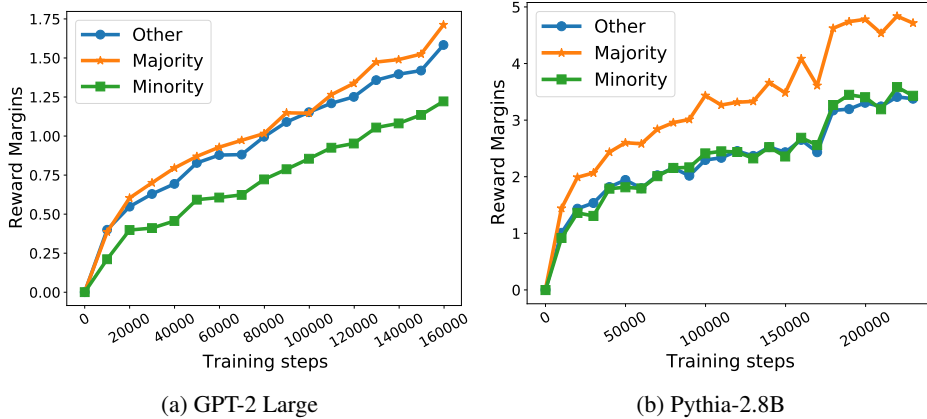 Reward Margins
1.75
1.50
1.25
1.00
0.75
0.50
0.25
0.00
Other
Majority
Minority
0
20000
40000
60000
80000
100000
120000
140000
160000
Training steps
(a) GPT-2 Large
Reward Margins
5
4
3
2
1
0
Other
Majority
Minority
0
50000
100000
150000
200000
Training steps
(b) Pythia-2.8B